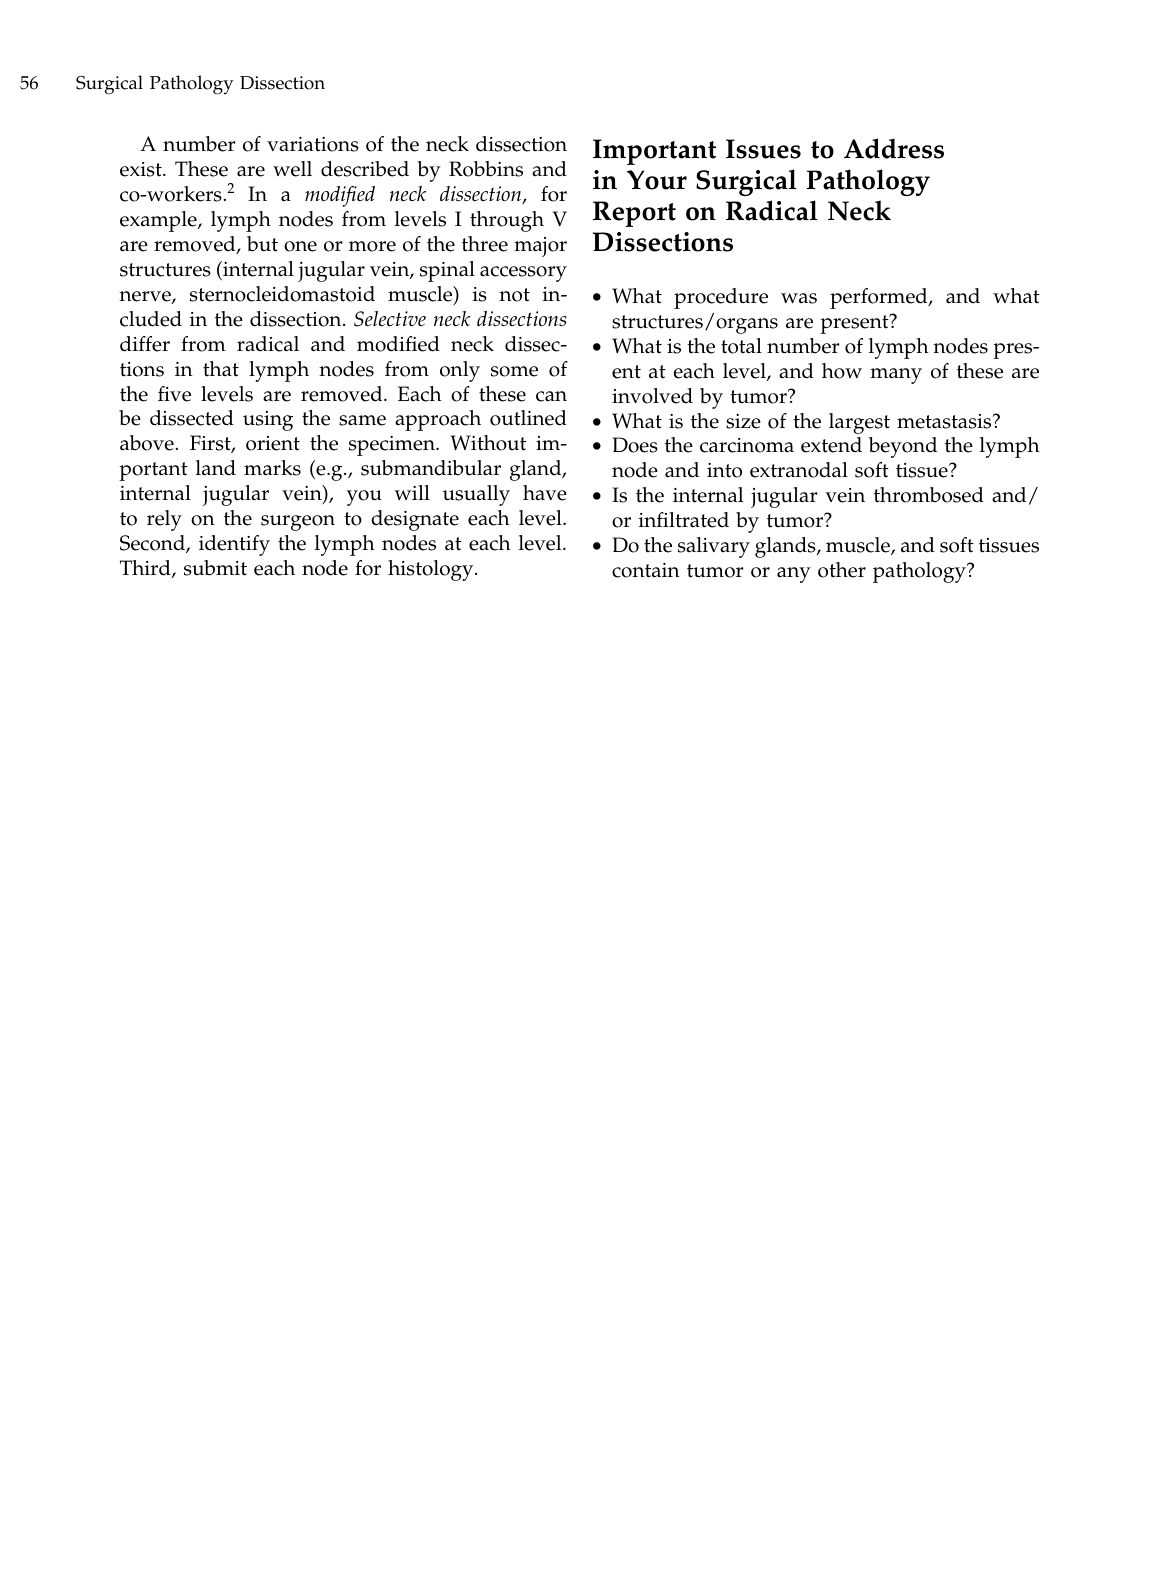 56 Surgical Pathology Dissection
A number of variations of the neck dissection
exist. These are well described by Robbins and
co-workers.2 In a modified neck dissection, for
example, lymph nodes from levels I through V
are removed, but one or more of the three major
structures (internal jugular vein, spinal accessory
nerve, sternocleidomastoid muscle) is not in-
cluded in the dissection. Selective neck dissections
differ from radical and modified neck dissec-
tions in that lymph nodes from only some of
the five levels are removed. Each of these can
be dissected using the same approach outlined
above. First, orient the specimen. Without im-
portant land marks (e.g., submandibular gland,
internal jugular vein), you will usually have
to rely on the surgeon to designate each level.
Second, identify the lymph nodes at each level.
Third, submit each node for histology.
Important Issues to Address
in Your Surgical Pathology
Report on Radical Neck
Dissections
• What procedure was performed, and what
structures/organs are present?
• What is the total number of lymph nodes pres-
ent at each level, and how many of these are
involved by tumor?
• What is the size of the largest metastasis?
• Does the carcinoma extend beyond the lymph
node and into extranodal soft tissue?
• Is the internal jugular vein thrombosed and/
or infiltrated by tumor?
• Do the salivary glands, muscle, and soft tissues
contain tumor or any other pathology?